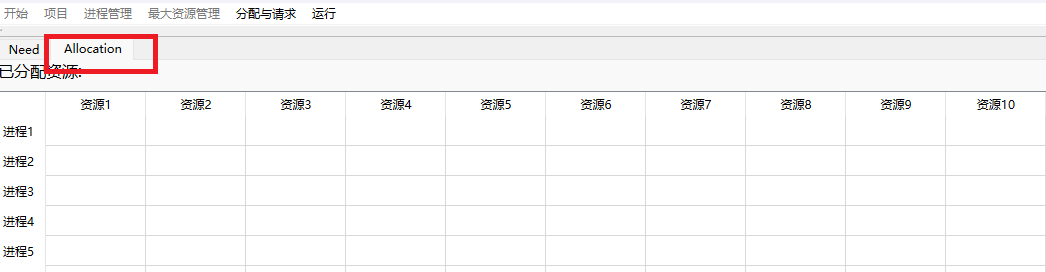 开始 项目 进程管理 最大资源管理 分配与请求 运行
Need Allocation
已分配资源:
资源1 资源2 资源3 资源4 资源5 资源6 资源7 资源8 资源9 资源10
进程1
进程2
进程3
进程4
进程5